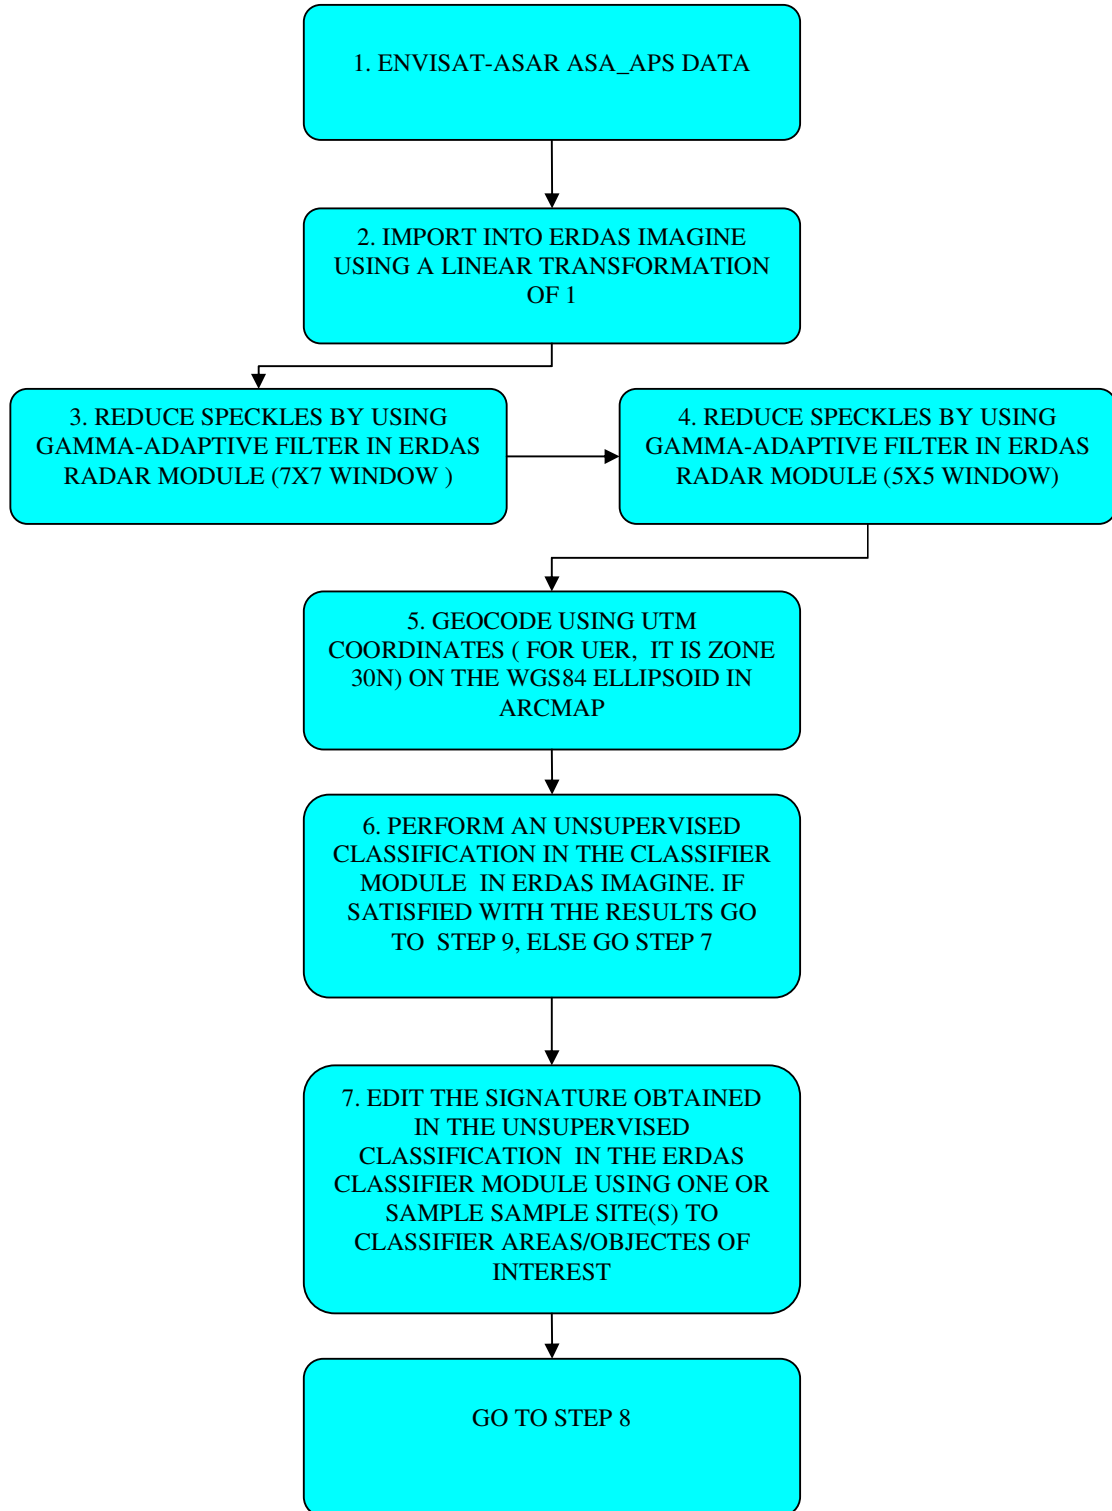 1. ENVISAT-ASAR ASA_APS DATA
2. IMPORT INTO ERDAS IMAGINE
USING A LINEAR TRANSFORMATION
OF 1
3. REDUCE SPECKLES BY USING
GAMMA-ADAPTIVE FILTER IN ERDAS
RADAR MODULE (7X7 WINDOW )
4. REDUCE SPECKLES BY USING
GAMMA-ADAPTIVE FILTER IN ERDAS
RADAR MODULE (5X5 WINDOW)
5. GEOCODE USING UTM
COORDINATES ( FOR UER,  IT IS ZONE
30N) ON THE WGS84 ELLIPSOID IN
ARCMAP
6. PERFORM AN UNSUPERVISED
CLASSIFICATION IN THE CLASSIFIER
MODULE  IN ERDAS IMAGINE. IF
SATISFIED WITH THE RESULTS GO
TO  STEP 9, ELSE GO STEP 7
7. EDIT THE SIGNATURE OBTAINED
IN THE UNSUPERVISED
CLASSIFICATION  IN THE ERDAS
CLASSIFIER MODULE USING ONE OR
SAMPLE SAMPLE SITE(S) TO
CLASSIFIER AREAS/OBJECTES OF
INTEREST
GO TO STEP 8